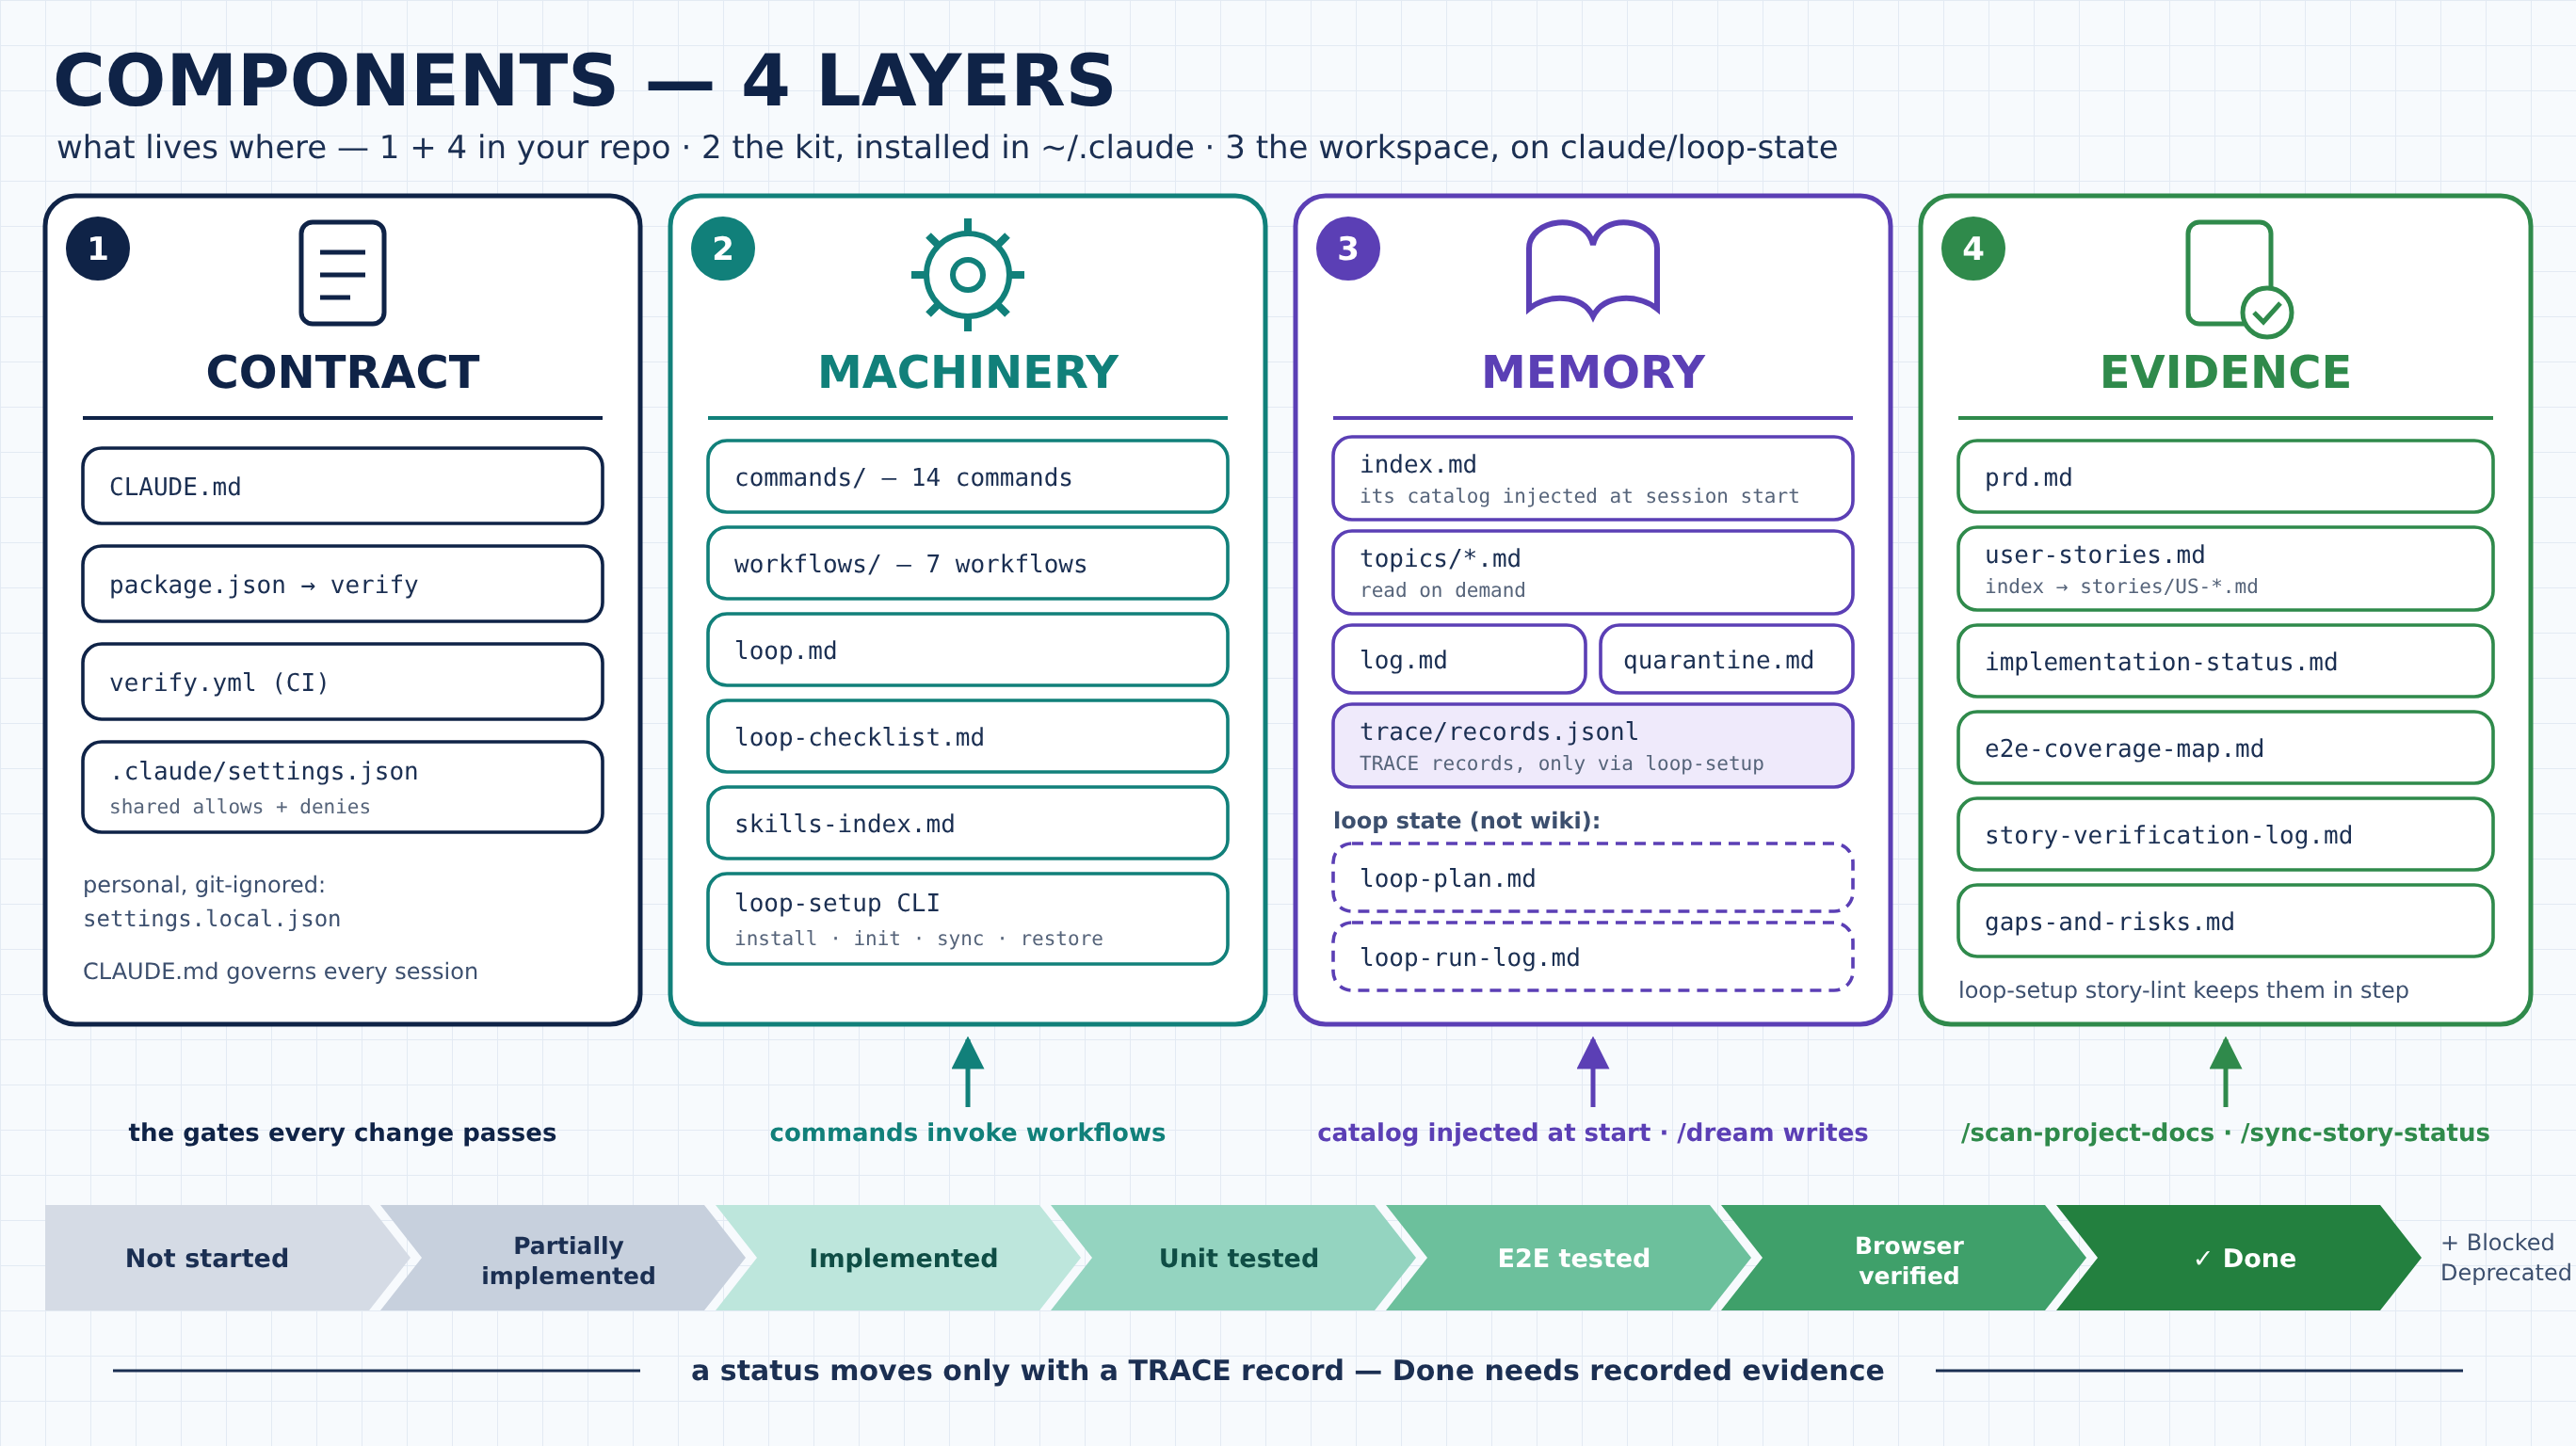 COMPONENTS — 4 LAYERS
what lives where — 1 + 4 in your repo · 2 the kit, installed in ~/.claude · 3 the workspace, on claude/loop-state
1
CONTRACT
CLAUDE.md
package.json → verify
verify.yml (CI)
.claude/settings.json
shared allows + denies
personal, git-ignored:
settings.local.json
CLAUDE.md governs every session
the gates every change passes
2
MACHINERY
commands/ — 14 commands
workflows/ — 7 workflows
loop.md
loop-checklist.md
skills-index.md
loop-setup CLI
install · init · sync · restore
commands invoke workflows
3
MEMORY
index.md
its catalog injected at session start
topics/*.md
read on demand
log.md
quarantine.md
trace/records.jsonl
TRACE records, only via loop-setup
loop state (not wiki):
loop-plan.md
loop-run-log.md
catalog injected at start · /dream writes
4
EVIDENCE
prd.md
user-stories.md
index → stories/US-*.md
implementation-status.md
e2e-coverage-map.md
story-verification-log.md
gaps-and-risks.md
loop-setup story-lint keeps them in step
/scan-project-docs · /sync-story-status
Not started
Partially
implemented
Implemented
Unit tested
E2E tested
Browser
verified
✓ Done
+ Blocked
Deprecated
a status moves only with a TRACE record — Done needs recorded evidence